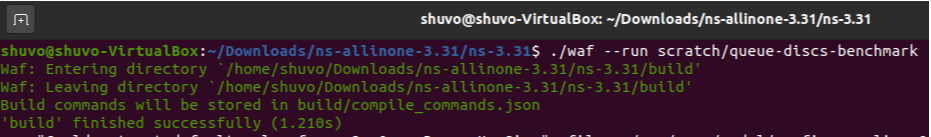 shuvo@shuvo-VirtualBox: ~/Downloads/ns-allinone-3.31/ns-3.31
shuvo@shuvo-VirtualBox:~/Downloads/ns-allinone-3.31/ns-3.31$ ./waf --run scratch/queue-discs-benchmark
Waf: Entering directory `/home/shuvo/Downloads/ns-allinone-3.31/ns-3.31/build'
Waf: Leaving directory `/home/shuvo/Downloads/ns-allinone-3.31/ns-3.31/build'
Build commands will be stored in build/compile_commands.json
'build' finished successfully (1.210s)